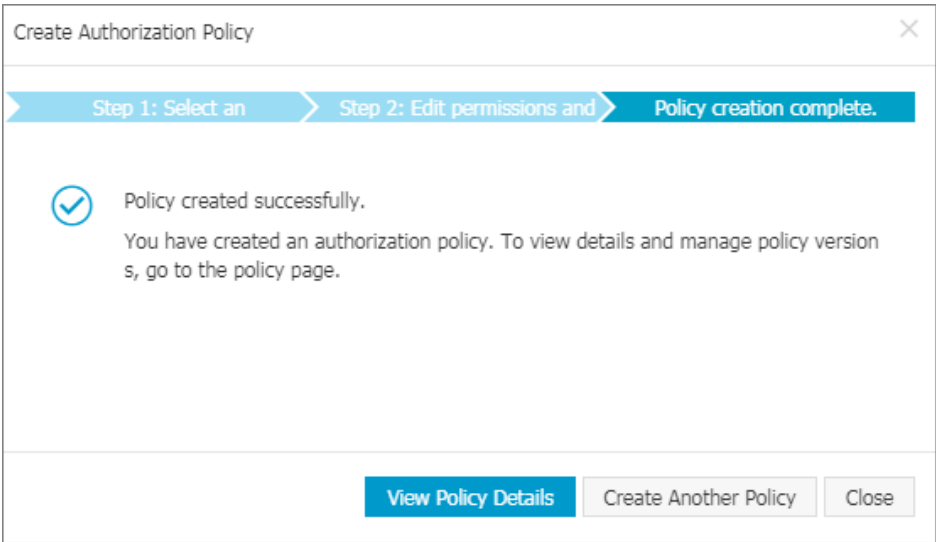 Create Authorization Policy
Step 1: Select an
Step 2: Edit permissions and
Policy creation complete.
Policy created successfully.
You have created an authorization policy. To view details and manage policy version
s, go to the policy page.
View Policy Details
Create Another Policy
Close